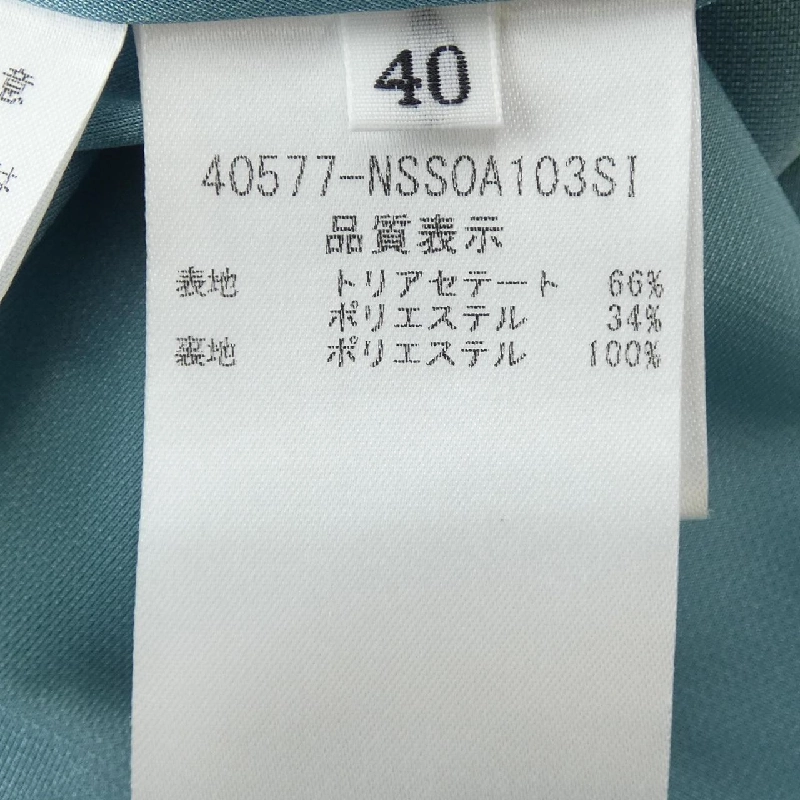 40
40577-NSSOA103SI
品質表示
表地 トリアセテート 66%
ポリエステル 34%
裏地 ポリエステル 100%
意